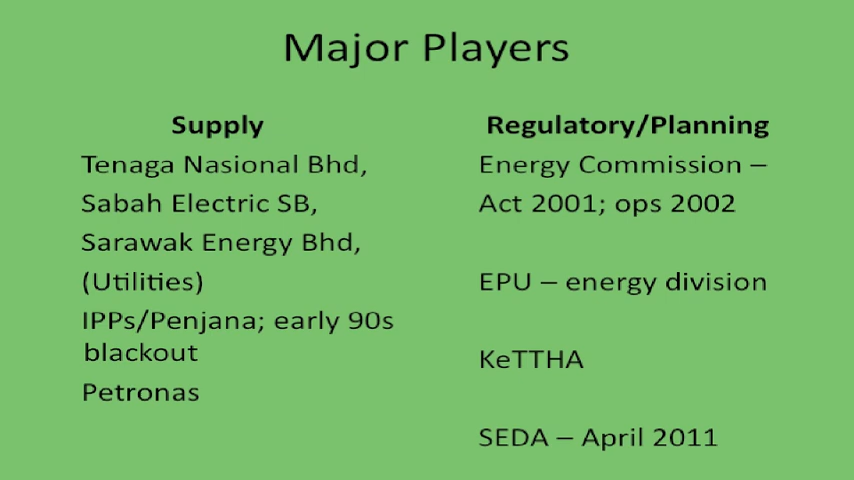 Major Players
Supply
Tenaga Nasional Bhd,
Sabah Electric SB,
Sarawak Energy Bhd,
(Utilities)
IPPs/Penjana; early 90s
blackout
Petronas
Regulatory/Planning
Energy Commission –
Act 2001; ops 2002
EPU – energy division
KeTTHA
SEDA – April 2011